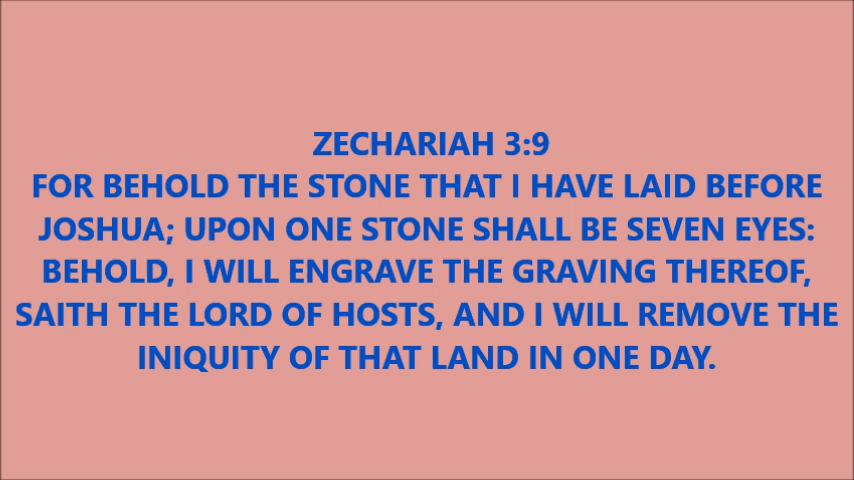 ZECHARIAH 3:9
FOR BEHOLD THE STONE THAT I HAVE LAID BEFORE
JOSHUA; UPON ONE STONE SHALL BE SEVEN EYES:
BEHOLD, I WILL ENGRAVE THE GRAVING THEREOF,
SAITH THE LORD OF HOSTS, AND I WILL REMOVE THE
INIQUITY OF THAT LAND IN ONE DAY.